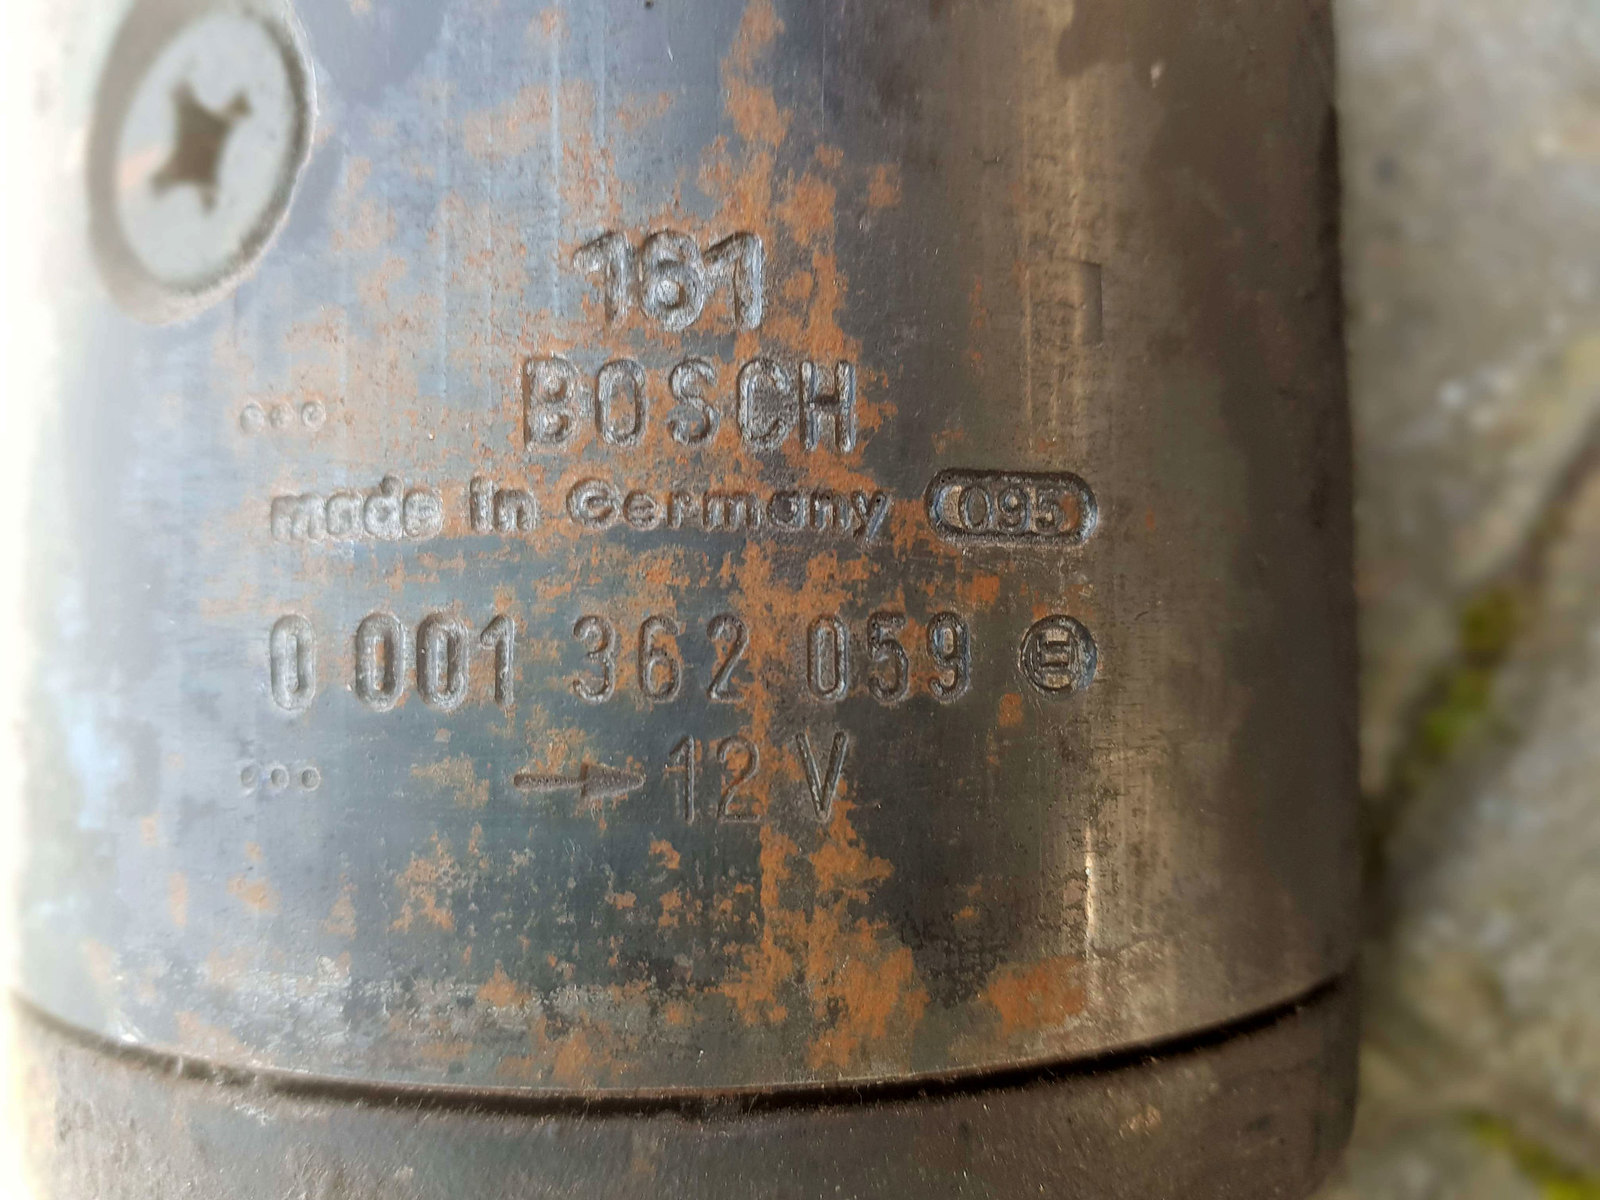 161
BOSCH
made in Germany 095
0 001 362 059 E
→ 12 V